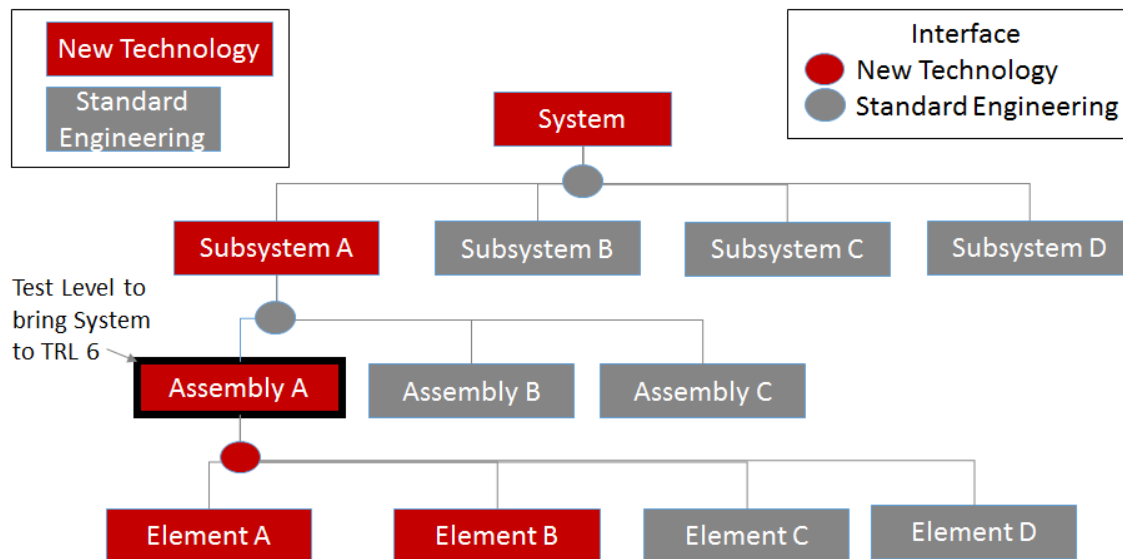 New Technology
Standard
Engineering
Interface
New Technology
Standard Engineering
System
Subsystem A
Subsystem B
Subsystem C
Subsystem D
Test Level to
bring System
to TRL 6
Assembly A
Assembly B
Assembly C
Element A
Element B
Element C
Element D